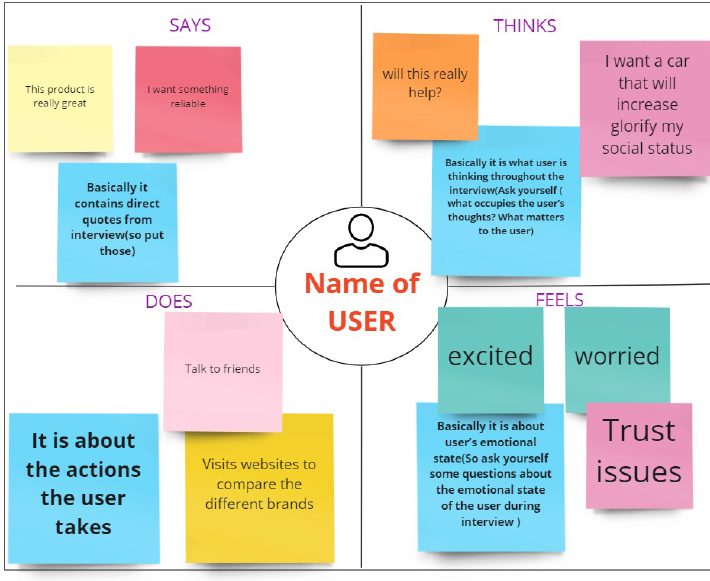 SAYS
This product is
really great
I want something
reliable
Basically it
contains direct
quotes from
interview(so put
those)
THINKS
will this really
help?
I want a car
that will
increase
glorify my
social status
Basically it is what user is
thinking throughout the
interview(Ask yourself (
what occupies the user's
thoughts? What matters
to the user)
Name of
USER
DOES
Talk to friends
It is about
the actions
the user
takes
Visits websites to
compare the
different brands
FEELS
excited
worried
Basically it is about
user's emotional
state(So ask yourself
some questions about
the emotional state
of the user during
interview )
Trust
issues